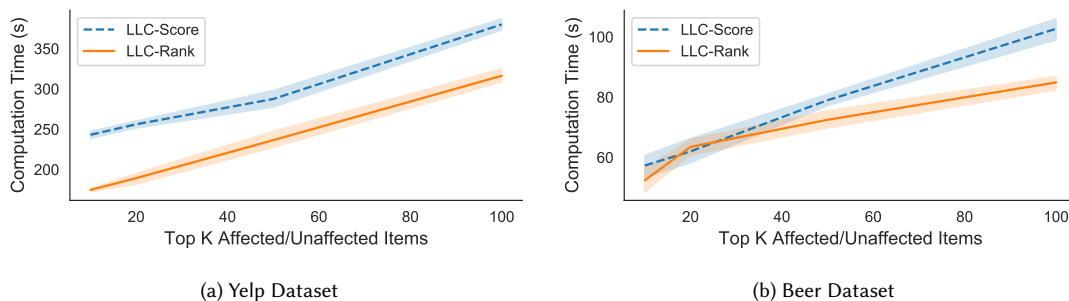 Computation Time (s)
350
300
250
200
LLC-Score
LLC-Rank
20
40
60
80
100
Top K Affected/Unaffected Items
(a) Yelp Dataset
Computation Time (s)
100
80
60
LLC-Score
LLC-Rank
20
40
60
80
100
Top K Affected/Unaffected Items
(b) Beer Dataset